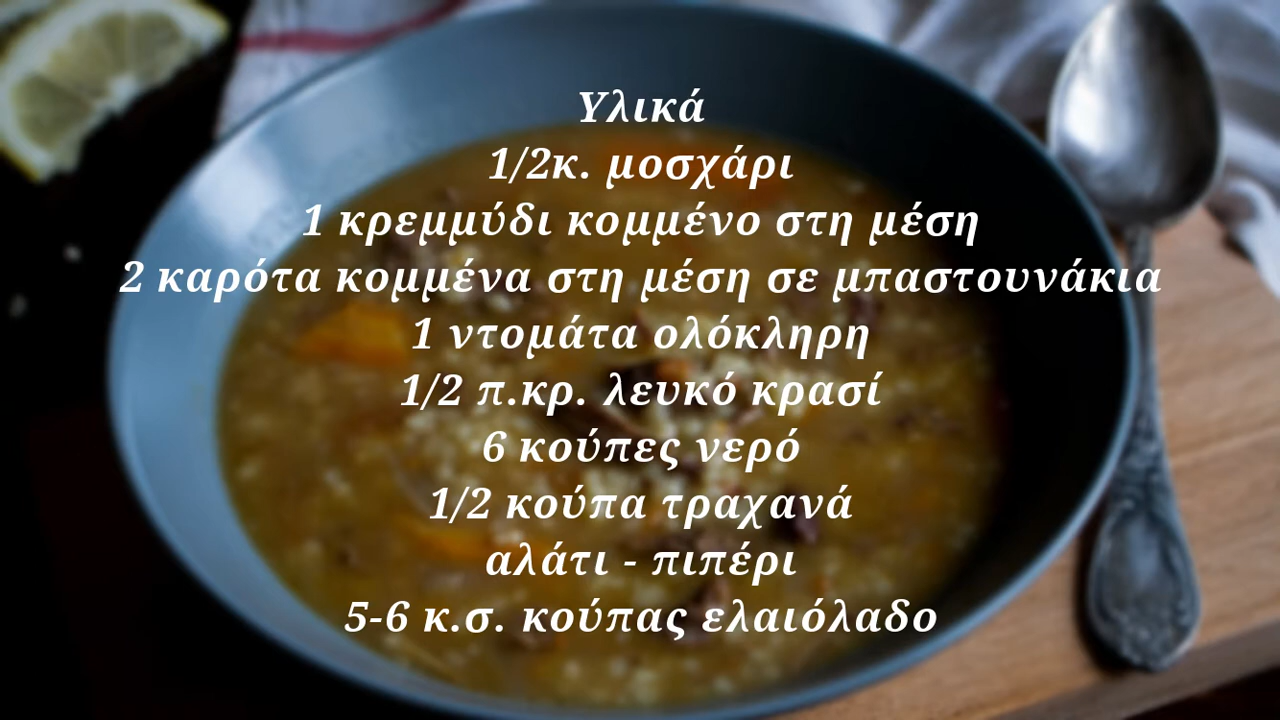 Υλικά
1/2κ. μοσχάρι
1 κρεμμύδι κομμένο στη μέση
2 καρότα κομμένα στη μέση σε μπαστουνάκια
1 ντομάτα ολόκληρη
1/2 π.κρ. λευκό κρασί
6 κούπες νερό
1/2 κούπα τραχανά
αλάτι - πιπέρι
5-6 κ.σ. κούπας ελαιόλαδο